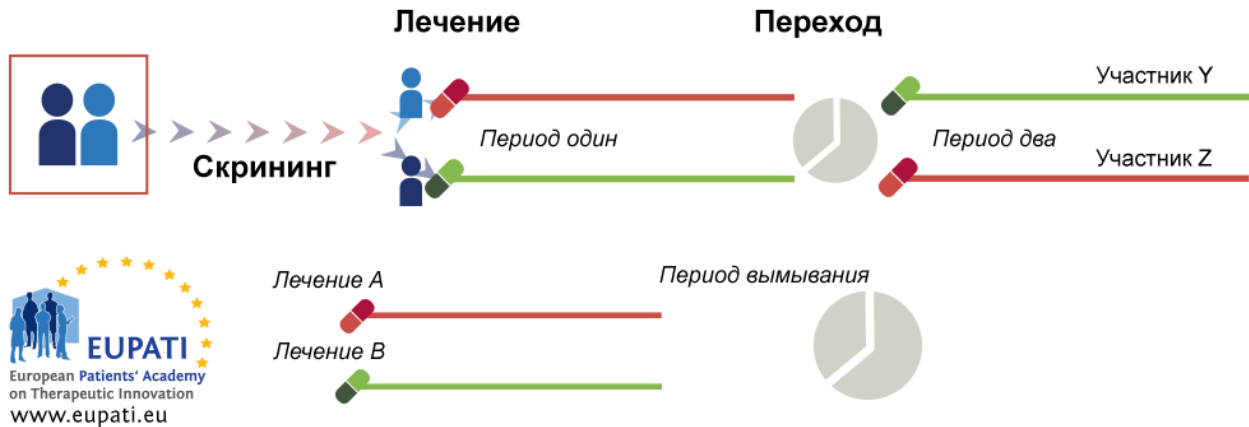 Лечение
Переход
Участник Y
Период один
Период два
Скрининг
Участник Z
Лечение A
Период вымывания
Лечение B
EUPATI
European Patients' Academy
on Therapeutic Innovation
www.eupati.eu